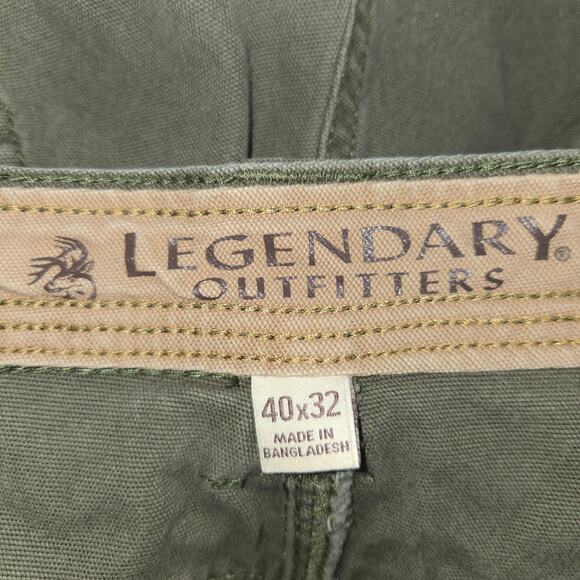 LEGENDARY®
OUTFITTERS
40x32
MADE IN
BANGLADESH